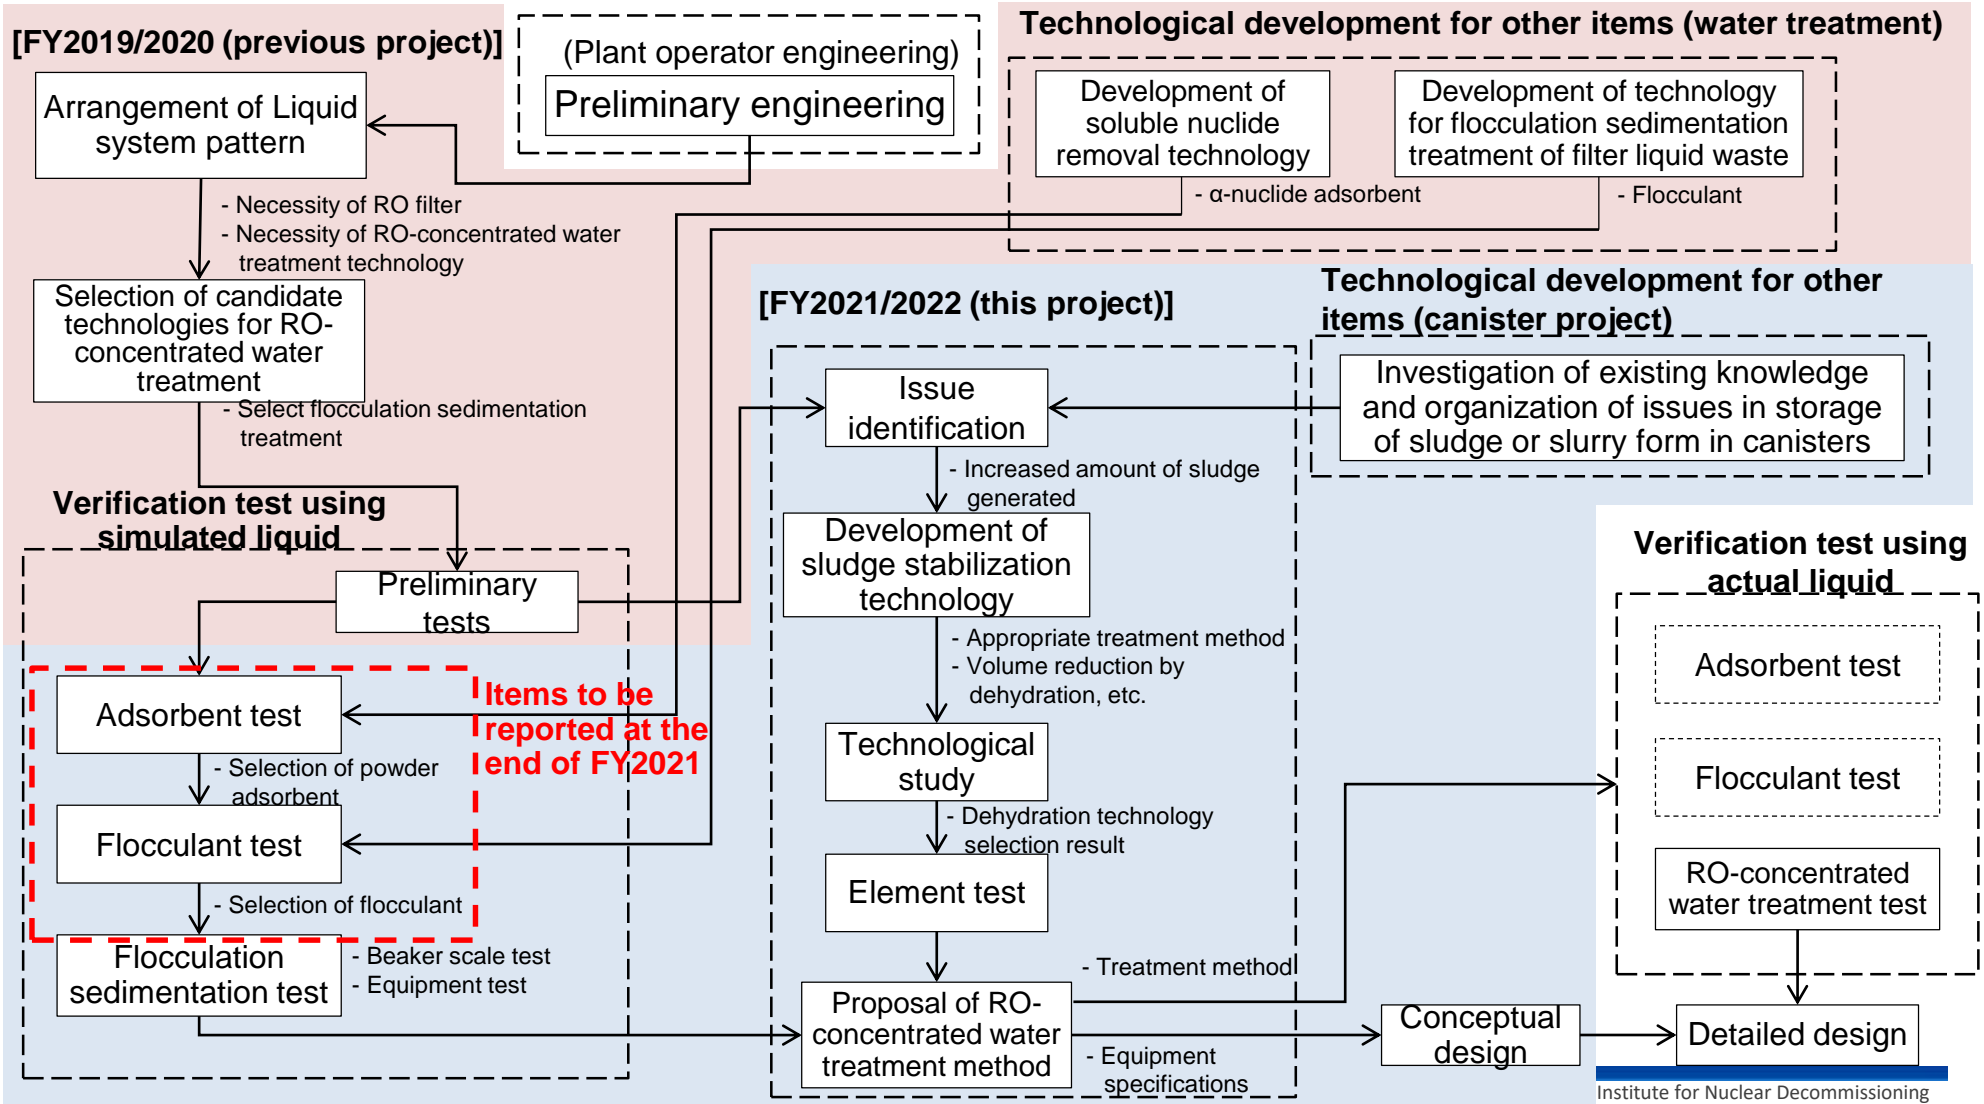 [FY2019/2020 (previous project)]
(Plant operator engineering)
Preliminary engineering
Technological development for other items (water treatment)
Arrangement of Liquid
system pattern
Development of
soluble nuclide
removal technology
Development of technology
for flocculation sedimentation
treatment of filter liquid waste
- α-nuclide adsorbent
- Flocculant
- Necessity of RO filter
- Necessity of RO-concentrated water
treatment technology
Selection of candidate
technologies for RO-
concentrated water
treatment
- Select flocculation sedimentation
treatment
[FY2021/2022 (this project)]
Technological development for other
items (canister project)
Issue
identification
Investigation of existing knowledge
and organization of issues in storage
of sludge or slurry form in canisters
- Increased amount of sludge
generated
Verification test using
simulated liquid
Preliminary
tests
Development of
sludge stabilization
technology
- Appropriate treatment method
- Volume reduction by
dehydration, etc.
Verification test using
actual liquid
Adsorbent test
Flocculant test
RO-concentrated
water treatment test
Items to be
reported at the
end of FY2021
Adsorbent test
- Selection of powder
adsorbent
Flocculant test
- Selection of flocculant
Flocculation
sedimentation test
- Beaker scale test
- Equipment test
Technological
study
- Dehydration technology
selection result
Element test
- Treatment method
Proposal of RO-
concentrated water
treatment method
- Equipment
specifications
Conceptual
design
Detailed design
Institute for Nuclear Decommissioning